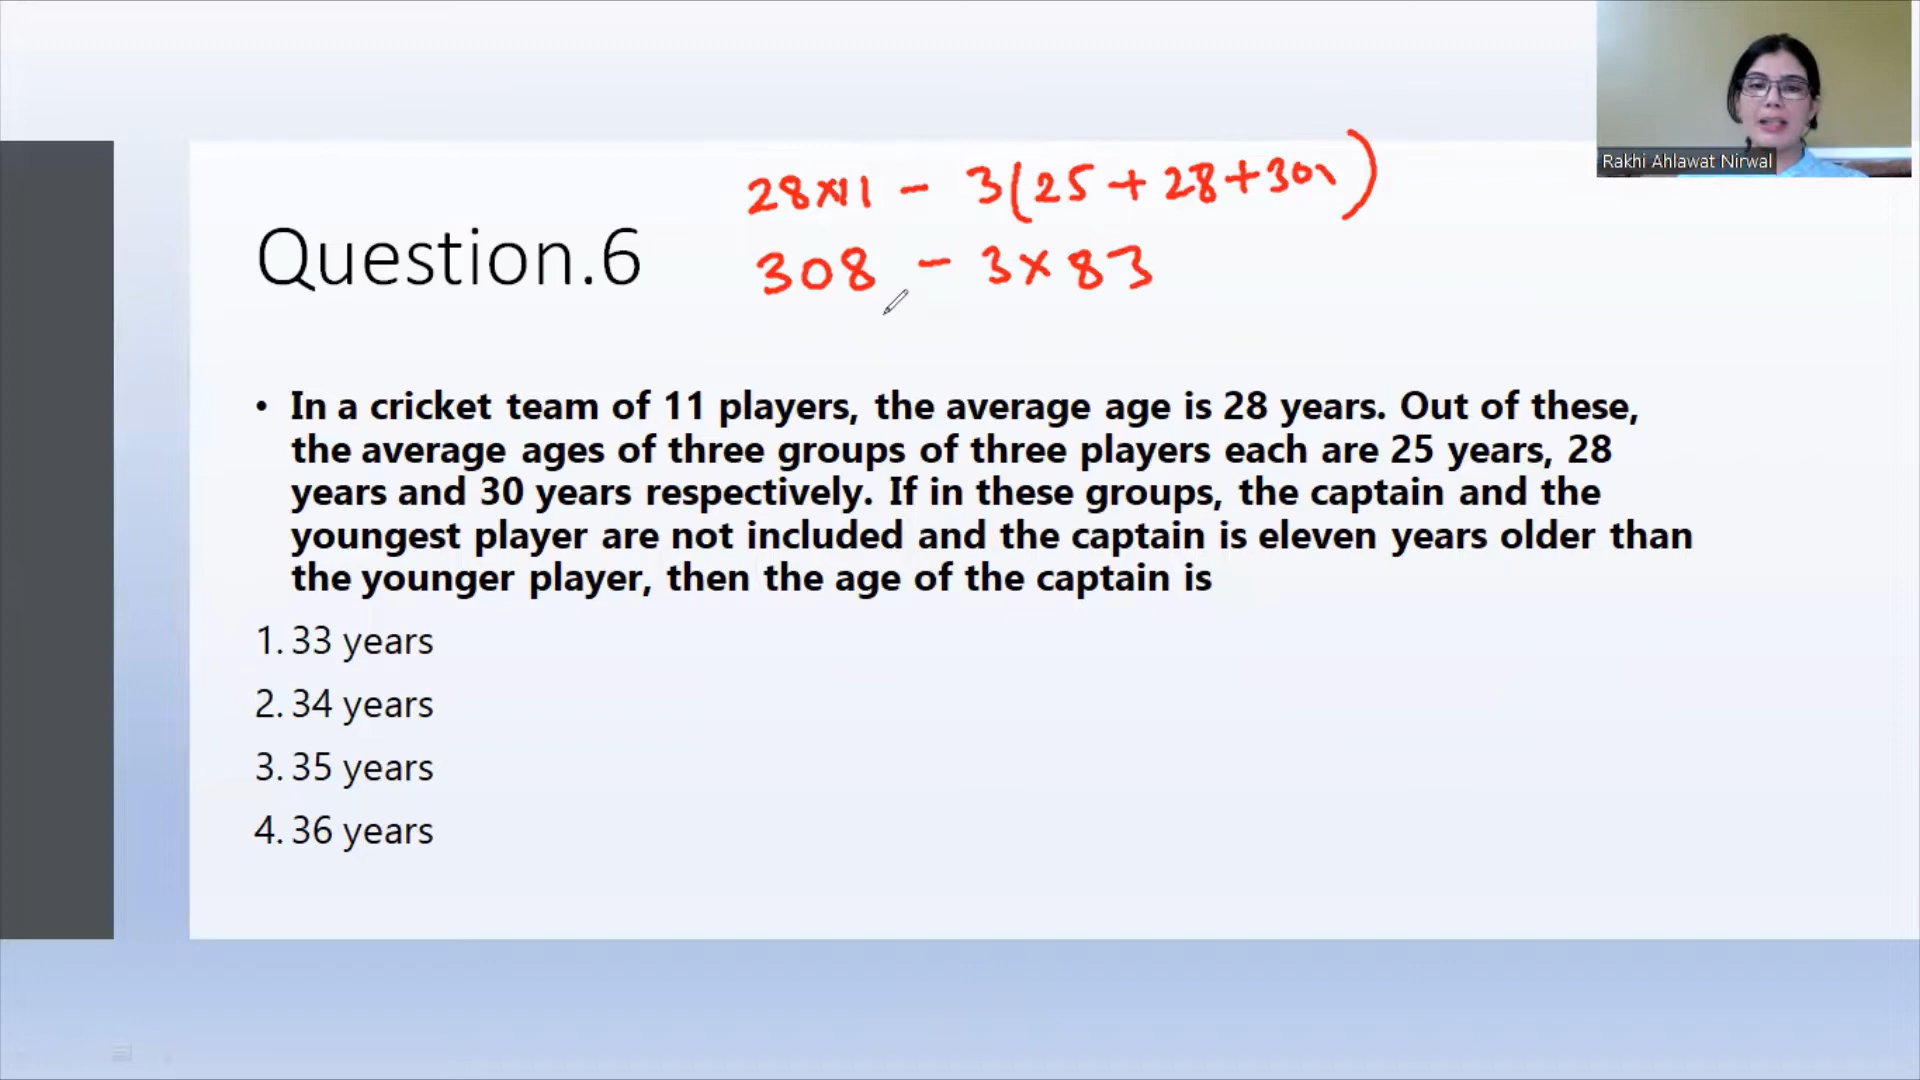 Rakhi Ahlawat Nirwal
28×11 - 3(25+28+30)
Question.6
308 - 3×83
• In a cricket team of 11 players, the average age is 28 years. Out of these,
the average ages of three groups of three players each are 25 years, 28
years and 30 years respectively. If in these groups, the captain and the
youngest player are not included and the captain is eleven years older than
the younger player, then the age of the captain is
1. 33 years
2. 34 years
3. 35 years
4. 36 years